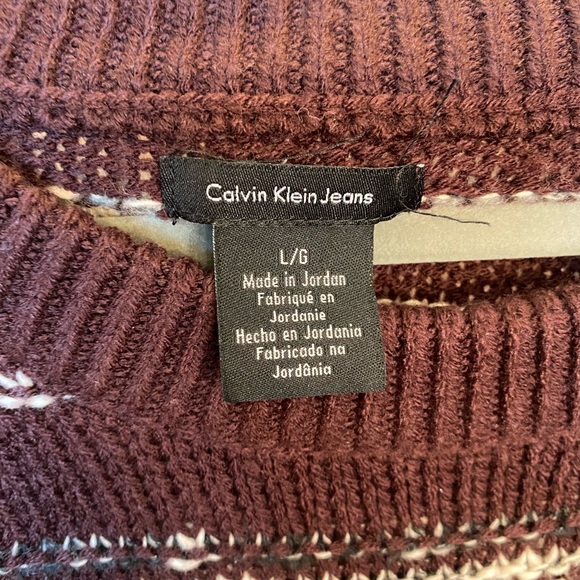 Calvin Klein Jeans
L/G
Made in Jordan
Fabriqué en
Jordanie
Hecho en Jordania
Fabricado na
Jordânia